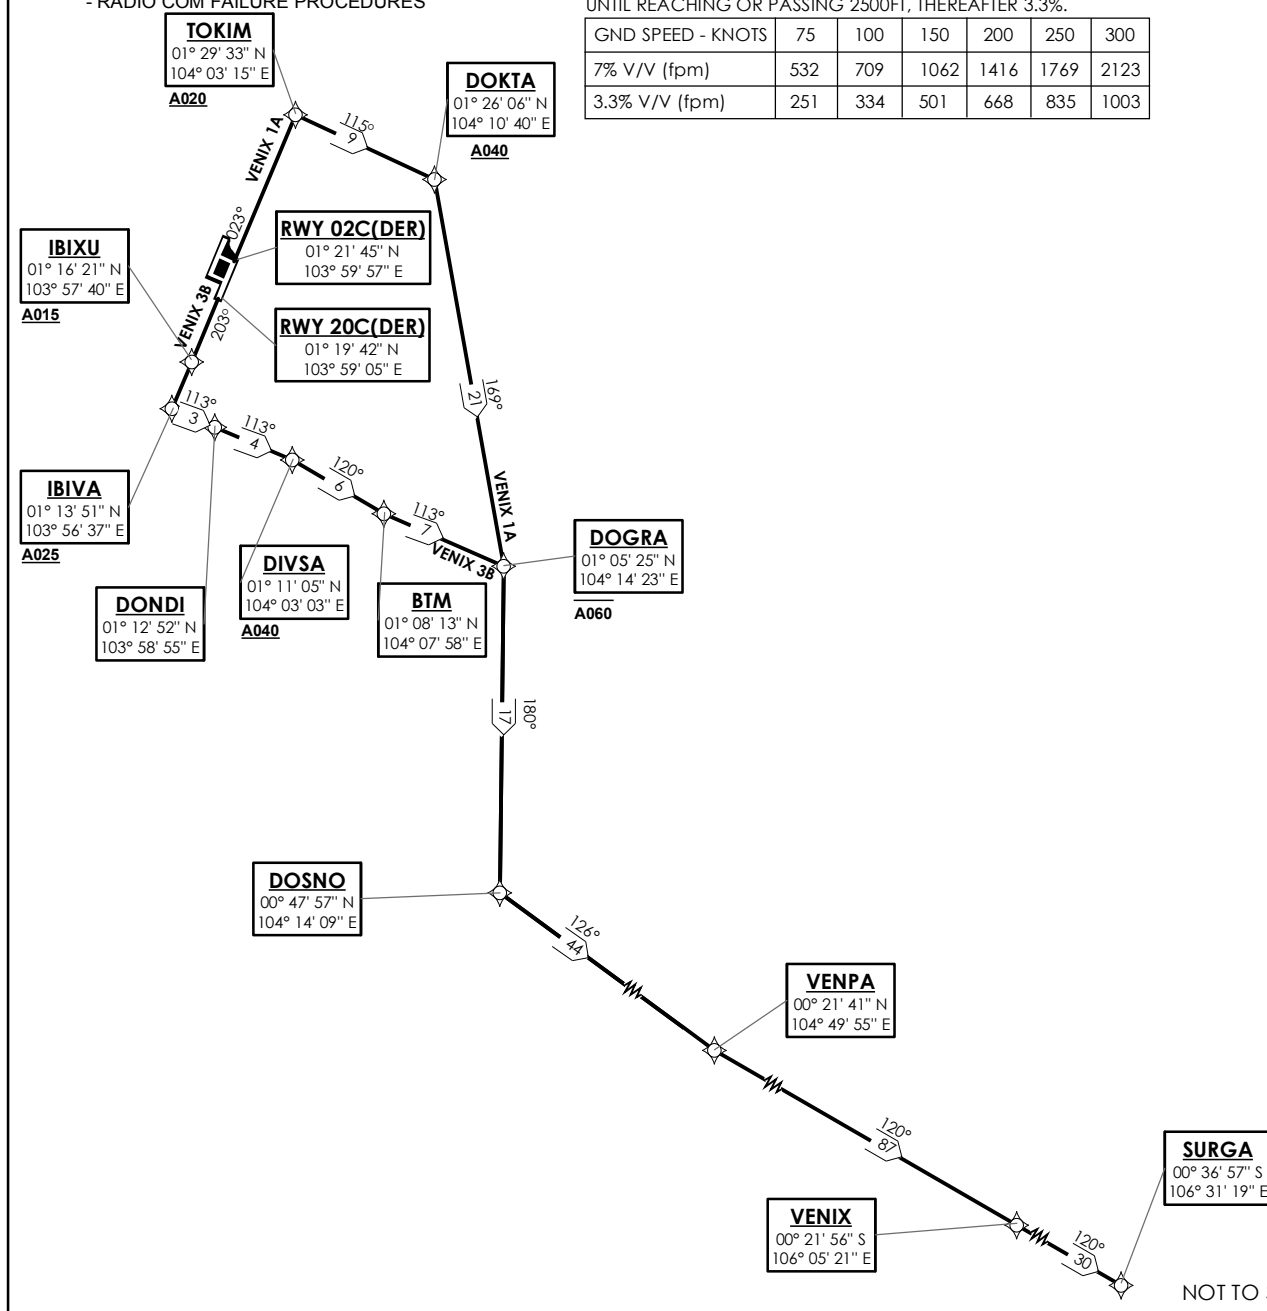 - RADIO COM FAILURE PROCEDURES
UNTIL REACHING OR PASSING 2500FT, THEREAFTER 3.3%.
GND SPEED - KNOTS 75 100 150 200 250 300
7% V/V (fpm) 532 709 1062 1416 1769 2123
3.3% V/V (fpm) 251 334 501 668 835 1003
TOKIM
01° 29' 33" N
104° 03' 15" E
A020
DOKTA
01° 26' 06" N
104° 10' 40" E
A040
115°
9
VENIX 1A
023°
RWY 02C(DER)
01° 21' 45" N
103° 59' 57" E
IBIXU
01° 16' 21" N
103° 57' 40" E
A015
VENIX 3B
203°
RWY 20C(DER)
01° 19' 42" N
103° 59' 05" E
169°
21
VENIX 1A
113°
3
113°
4
120°
6
113°
7
VENIX 3B
IBIVA
01° 13' 51" N
103° 56' 37" E
A025
DONDI
01° 12' 52" N
103° 58' 55" E
DIVSA
01° 11' 05" N
104° 03' 03" E
A040
BTM
01° 08' 13" N
104° 07' 58" E
DOGRA
01° 05' 25" N
104° 14' 23" E
A060
180°
17
DOSNO
00° 47' 57" N
104° 14' 09" E
126°
44
VENPA
00° 21' 41" N
104° 49' 55" E
120°
87
VENIX
00° 21' 56" S
106° 05' 21" E
SURGA
00° 36' 57" S
106° 31' 19" E
120°
30
NOT TO